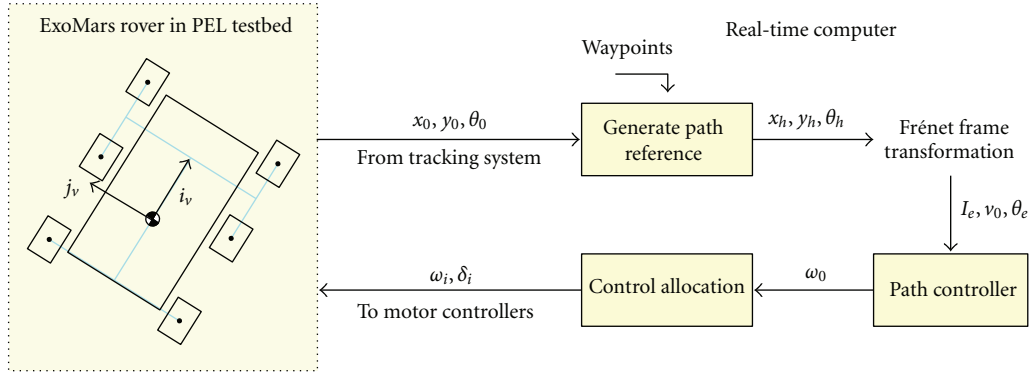 ExoMars rover in PEL testbed
Real-time computer
Waypoints
x₀, y₀, θ₀
From tracking system
Generate path
reference
xₕ, yₕ, θₕ
Frénet frame
transformation
jᵥ
iᵥ
Iₑ, v₀, θₑ
ωᵢ, δᵢ
To motor controllers
Control allocation
ω₀
Path controller